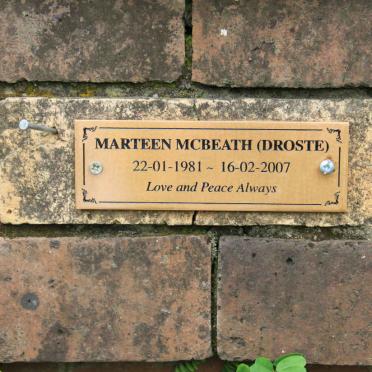 MARTEEN MCBEATH (DROSTE)
22-01-1981 ~ 16-02-2007
Love and Peace Always